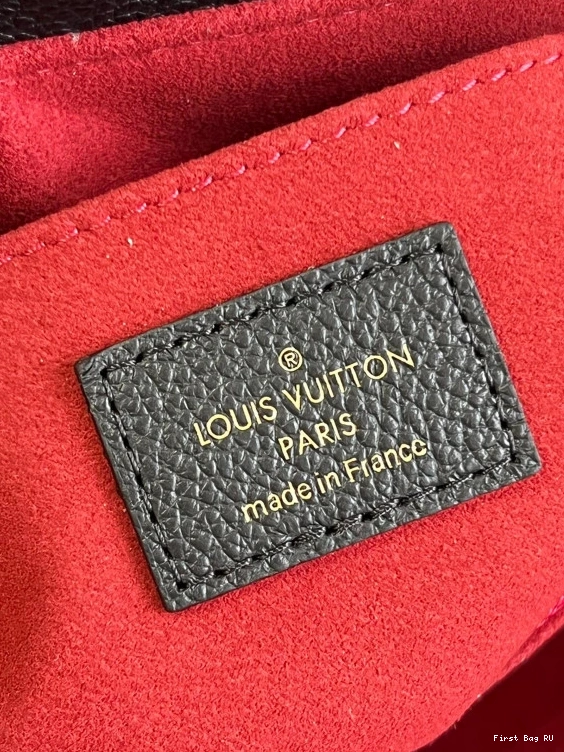 ®
LOUIS VUITTON
PARIS
made in France
First Bag RU